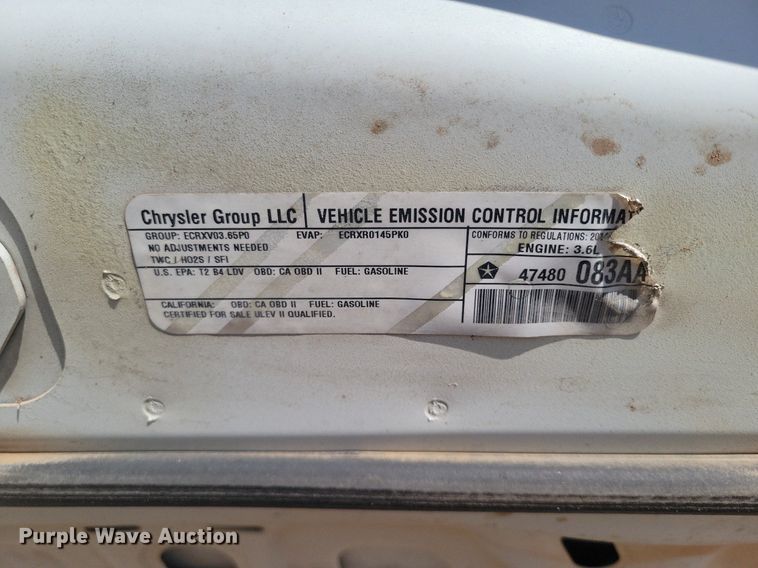 Chrysler Group LLC VEHICLE EMISSION CONTROL
GROUP: ECRXV03.65P0 EVAP: ECRXR0145PK0 CONFORMS TO REGULATIONS:
NO ADJUSTMENTS NEEDED ENGINE: 3.6L
TWC / HO2S / SFI
U.S. EPA: T2 B4 LDV OBD: CA OBD II FUEL: GASOLINE 47480 083AA
CALIFORNIA: OBD: CA OBD II FUEL: GASOLINE
CERTIFIED FOR SALE ULEV II QUALIFIED.
Purple Wave Auction